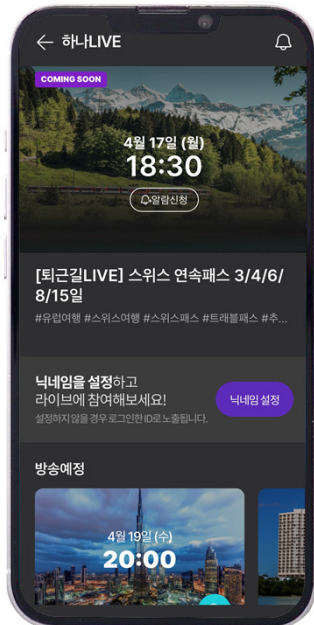 하나LIVE
COMING SOON
4월 17일 (월)
18:30
알람신청
[퇴근길LIVE] 스위스 연속패스 3/4/6/
8/15일
#유럽여행 #스위스여행 #스위스패스 #트래블패스 #추...
닉네임을 설정하고
라이브에 참여해보세요!
설정하지 않을 경우 로그인한 ID로 노출됩니다.
닉네임 설정
방송예정
4월 19일 (수)
20:00